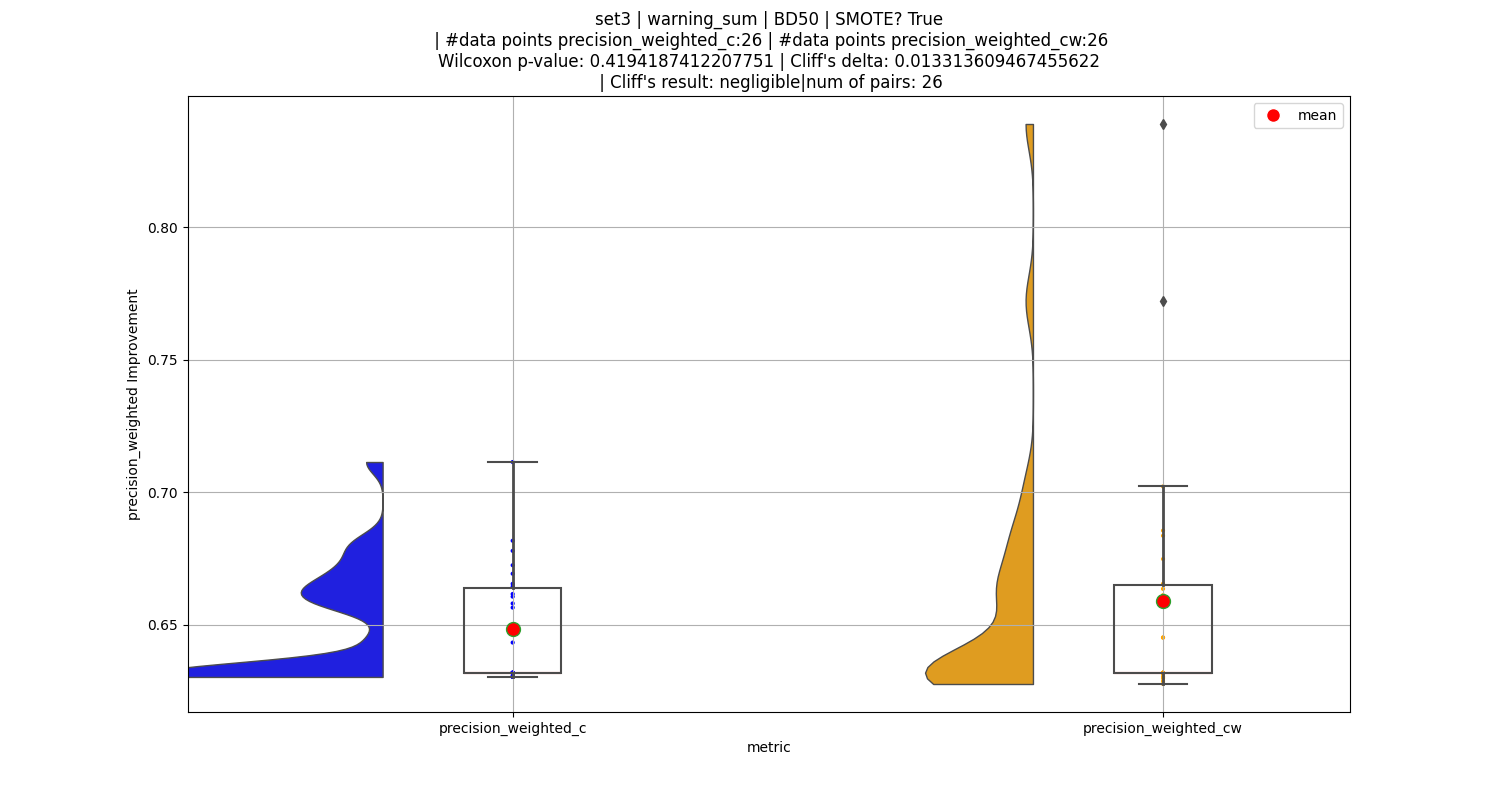 set3 | warning_sum | BD50 | SMOTE? True
| #data points precision_weighted_c:26 | #data points precision_weighted_cw:26
Wilcoxon p-value: 0.4194187412207751 | Cliff's delta: 0.013313609467455622
| Cliff's result: negligible|num of pairs: 26
mean
0.80
0.75
0.70
0.65
precision_weighted Improvement
precision_weighted_c
precision_weighted_cw
metric